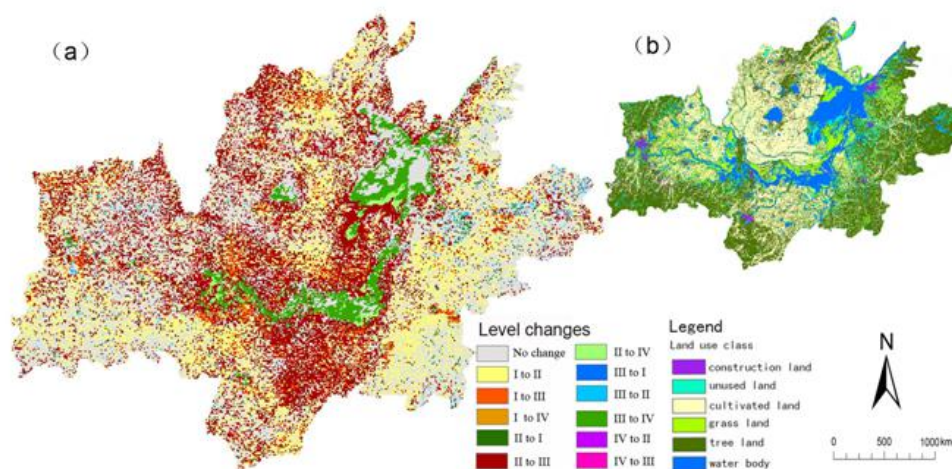 (a)
(b)
Level changes
No change
I to II
I to III
I to IV
II to I
II to III
II to IV
III to I
III to II
III to IV
IV to II
IV to III
Legend
Land use class
construction land
unused land
cultivated land
grass land
tree land
water body
N
0 500 1000km